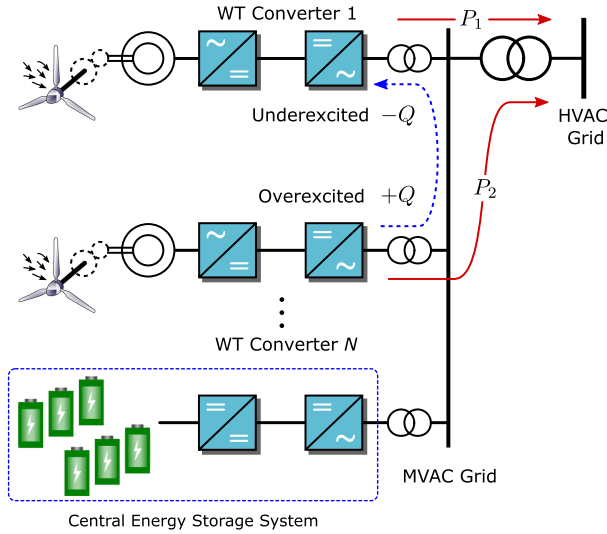 WT Converter 1
P₁
HVAC
Grid
Underexcited −Q
P₂
Overexcited +Q
WT Converter N
MVAC Grid
Central Energy Storage System